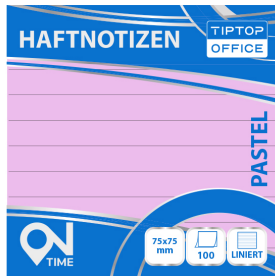 HAFTNOTIZEN
TIPTOP
OFFICE
PASTEL
ON
TIME
75x75
mm
100
LINIERT